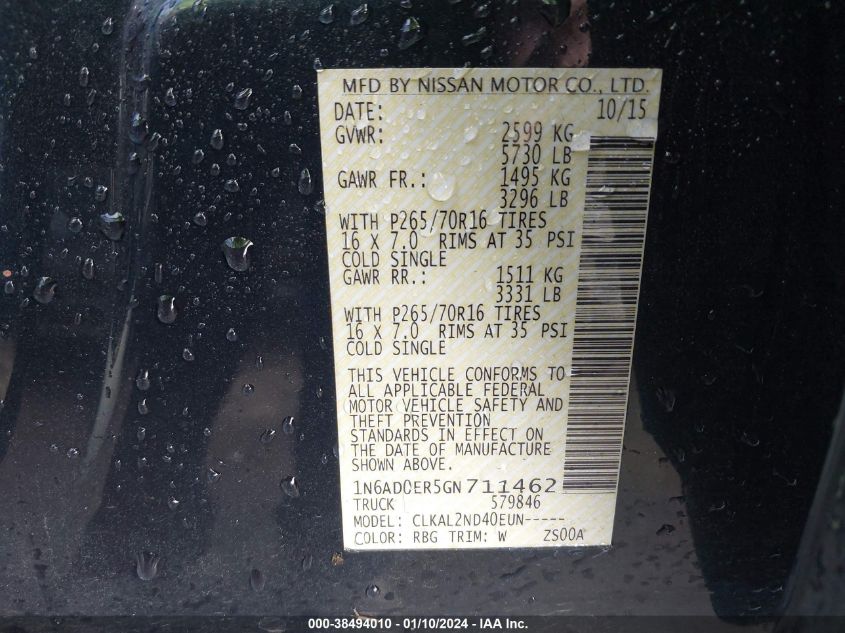 MFD BY NISSAN MOTOR CO., LTD.
DATE: 10/15
GVWR: 2599 KG
5730 LB
GAWR FR.: 1495 KG
3296 LB
WITH P265/70R16 TIRES
16 X 7.0 RIMS AT 35 PSI
COLD SINGLE
GAWR RR.: 1511 KG
3331 LB
WITH P265/70R16 TIRES
16 X 7.0 RIMS AT 35 PSI
COLD SINGLE
THIS VEHICLE CONFORMS TO
ALL APPLICABLE FEDERAL
MOTOR VEHICLE SAFETY AND
THEFT PREVENTION
STANDARDS IN EFFECT ON
THE DATE OF MANUFACTURE
SHOWN ABOVE.
1N6AD0ER5GN711462
TRUCK 579846
MODEL: CLKAL2ND40EUN-----
COLOR: RBG TRIM: W ZS00A
000-38494010 - 01/10/2024 - IAA Inc.